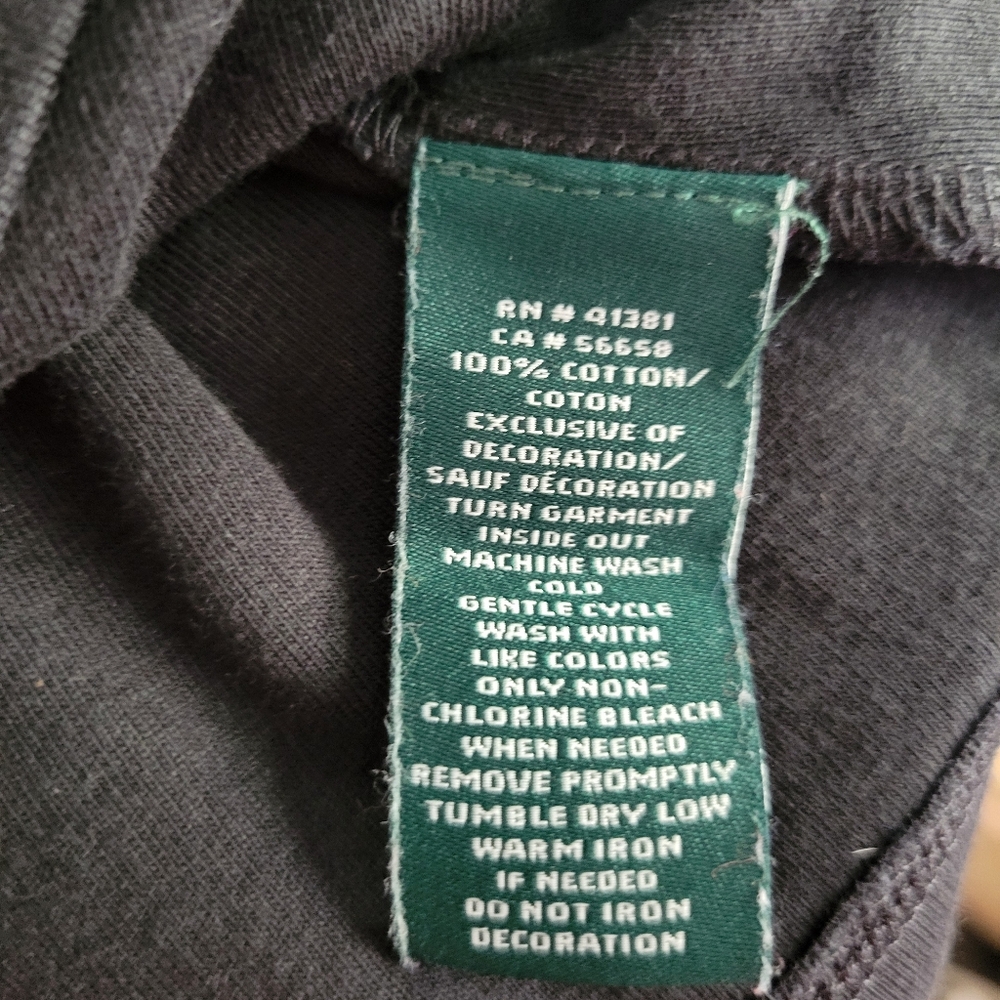 RN # 41381
CA # 56658
100% COTTON/
COTON
EXCLUSIVE OF
DECORATION/
SAUF DÉCORATION
TURN GARMENT
INSIDE OUT
MACHINE WASH
COLD
GENTLE CYCLE
WASH WITH
LIKE COLORS
ONLY NON-
CHLORINE BLEACH
WHEN NEEDED
REMOVE PROMPTLY
TUMBLE DRY LOW
WARM IRON
IF NEEDED
DO NOT IRON
DECORATION